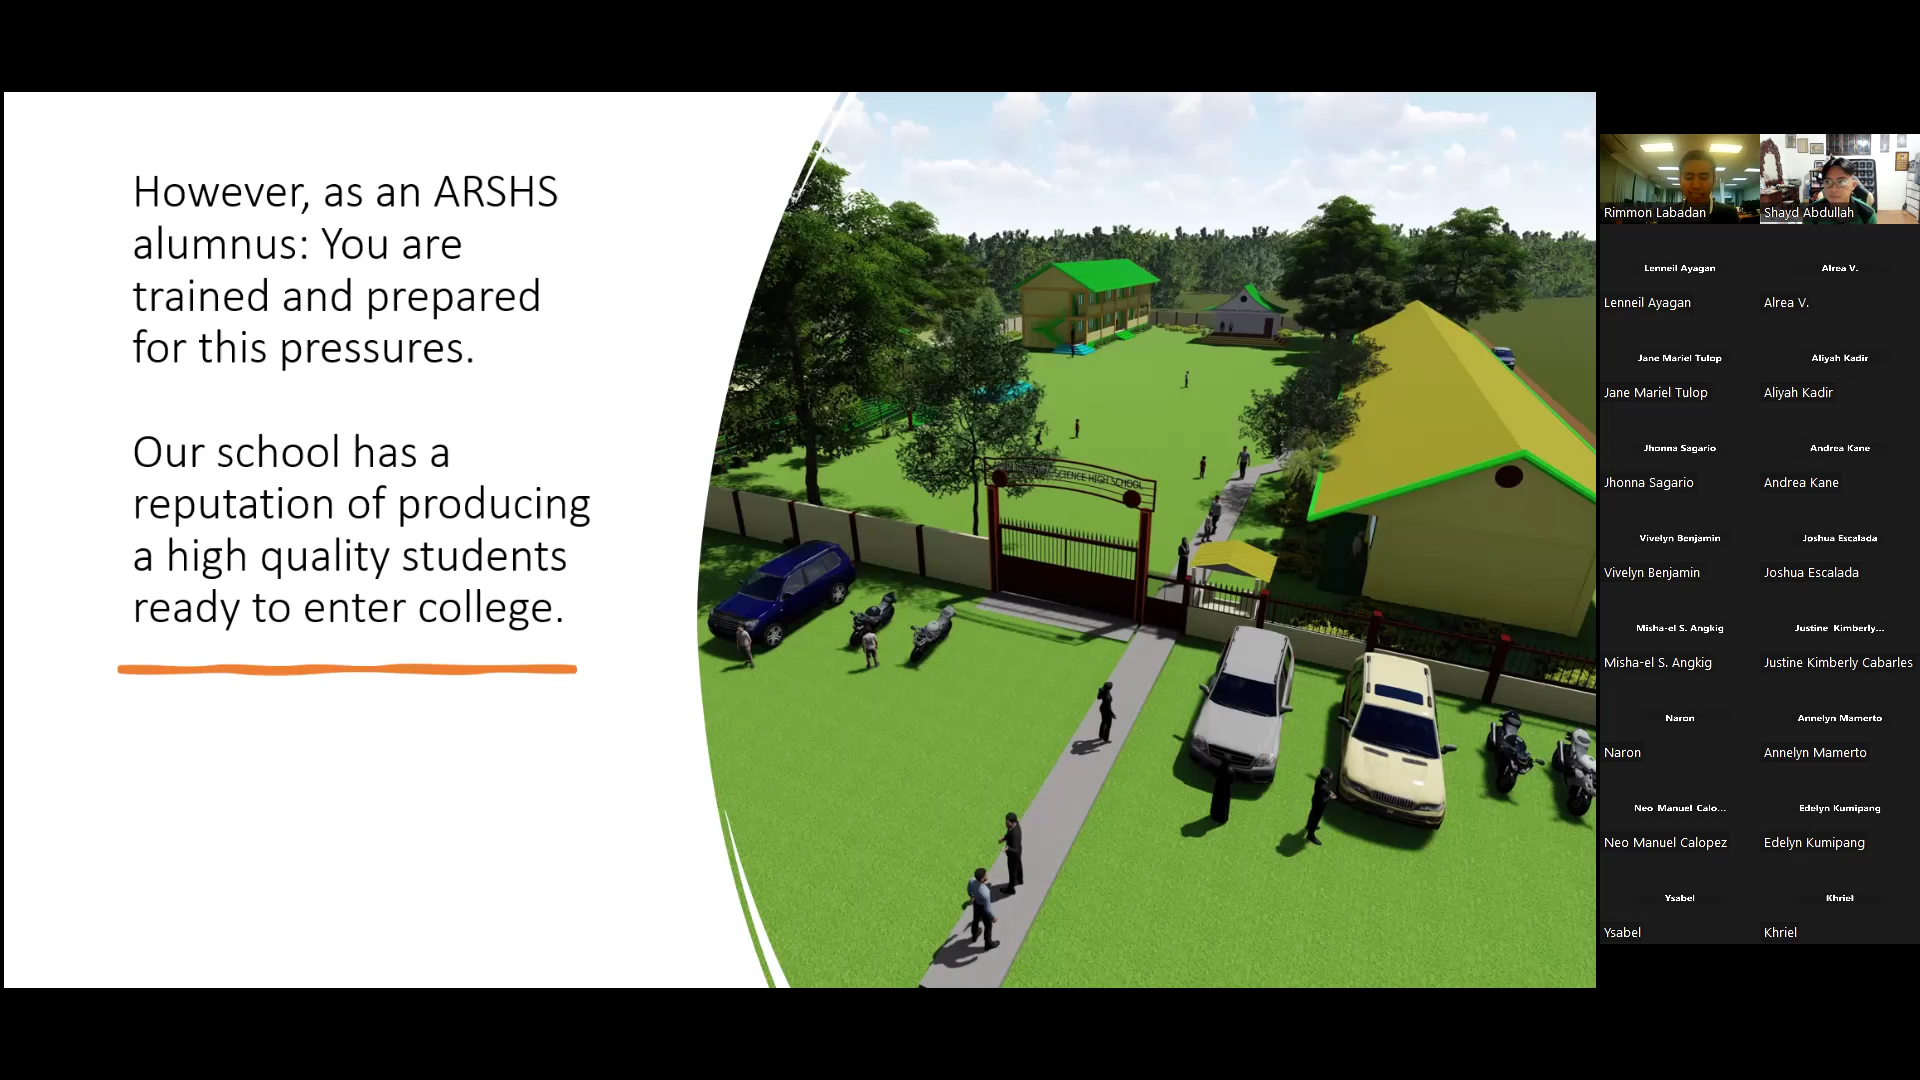 However, as an ARSHS
alumnus: You are
trained and prepared
for this pressures.
Our school has a
reputation of producing
a high quality students
ready to enter college.
SCIENCE HIGH SCHOOL
Rimmon Labadan
Shayd Abdullah
Lenneil Ayagan
Alrea V.
Lenneil Ayagan
Alrea V.
Jane Mariel Tulop
Aliyah Kadir
Jane Mariel Tulop
Aliyah Kadir
Jhonna Sagario
Andrea Kane
Jhonna Sagario
Andrea Kane
Vivelyn Benjamin
Joshua Escalada
Vivelyn Benjamin
Joshua Escalada
Misha-el S. Angkig
Justine Kimberly...
Misha-el S. Angkig
Justine Kimberly Cabarles
Naron
Annelyn Mamerto
Naron
Annelyn Mamerto
Neo Manuel Calo...
Edelyn Kumipang
Neo Manuel Calopez
Edelyn Kumipang
Ysabel
Khriel
Ysabel
Khriel